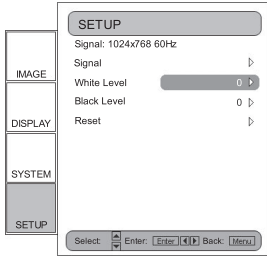 SETUP
Signal: 1024x768 60Hz
Signal
White Level 0
Black Level 0
Reset
IMAGE
DISPLAY
SYSTEM
SETUP
Select: Enter: Enter Back: Menu